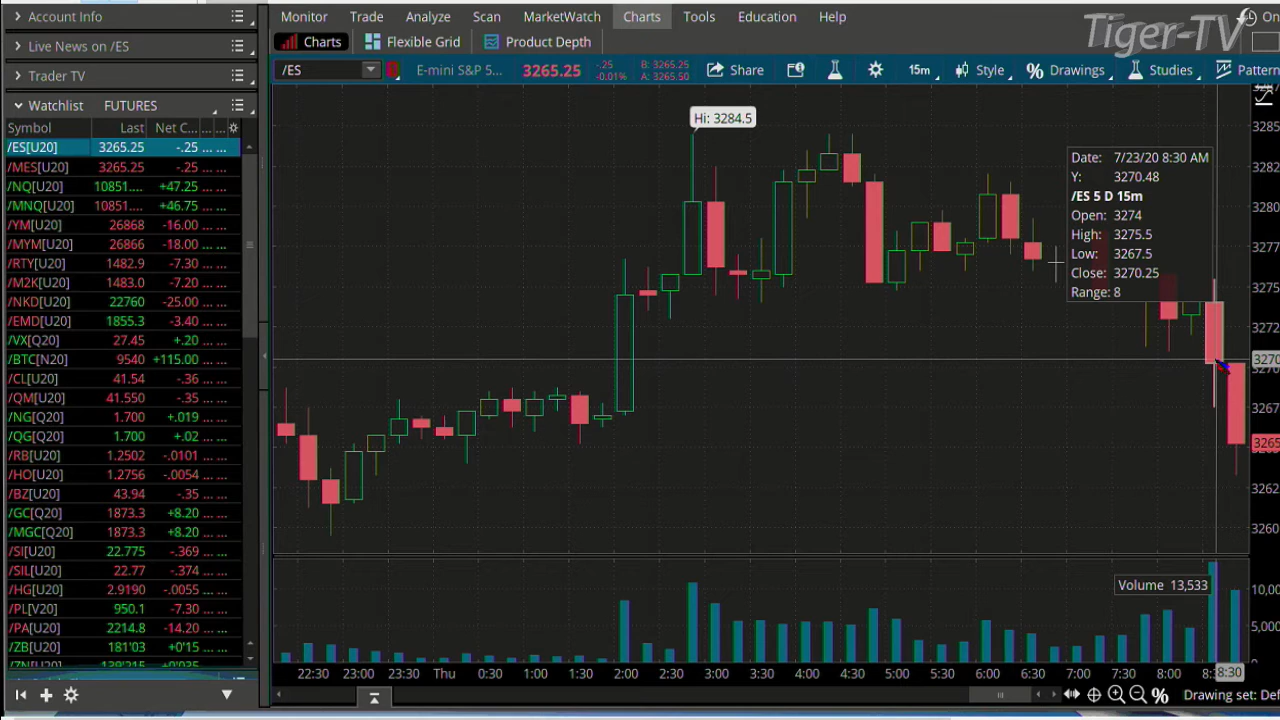 Account Info
Monitor Trade Analyze Scan MarketWatch Charts Tools Education Help
Tiger-TV
On
Live News on /ES
Charts Flexible Grid Product Depth
Trader TV
/ES E-mini S&P 5... 3265.25 -.25 -0.01% B: 3265.25 A: 3265.50 Share 15m Style Drawings Studies Pattern
Watchlist FUTURES
Symbol Last Net C... ... ...
/ES[U20] 3265.25 -.25 ... ...
/MES[U20] 3265.25 -.25 ... ...
/NQ[U20] 10851.... +47.25 ... ...
/MNQ[U20] 10851.... +46.75 ... ...
/YM[U20] 26868 -16.00 ... ...
/MYM[U20] 26866 -18.00 ... ...
/RTY[U20] 1482.9 -7.30 ... ...
/M2K[U20] 1483.0 -7.20 ... ...
/NKD[U20] 22760 -25.00 ... ...
/EMD[U20] 1855.3 -3.40 ... ...
/VX[Q20] 27.45 +.20 ... ...
/BTC[N20] 9540 +115.00 ... ...
/CL[U20] 41.54 -.36 ... ...
/QM[U20] 41.550 -.35 ... ...
/NG[Q20] 1.700 +.019 ... ...
/QG[Q20] 1.700 +.02 ... ...
/RB[U20] 1.2502 -.0101 ... ...
/HO[U20] 1.2756 -.0054 ... ...
/BZ[U20] 43.94 -.35 ... ...
/GC[Q20] 1873.3 +8.20 ... ...
/MGC[Q20] 1873.3 +8.20 ... ...
/SI[U20] 22.775 -.369 ... ...
/SIL[U20] 22.77 -.374 ... ...
/HG[U20] 2.9190 -.0055 ... ...
/PL[V20] 950.1 -7.30 ... ...
/PA[U20] 2214.8 -14.20 ... ...
/ZB[U20] 181'03 +0'15 ... ...
/ZN[U20] 139'215 +0'035 ... ...
Hi: 3284.5
Date: 7/23/20 8:30 AM
Y: 3270.48
/ES 5 D 15m
Open: 3274
High: 3275.5
Low: 3267.5
Close: 3270.25
Range: 8
3287
3285
3282
3280
3277
3275
3272
3270
3270
3267
3265
3262
3260
Volume 13,533
10,00
5,000
22:30 23:00 23:30 Thu 0:30 1:00 1:30 2:00 2:30 3:00 3:30 4:00 4:30 5:00 5:30 6:00 6:30 7:00 7:30 8:00 8:3 8:30
Drawing set: Def